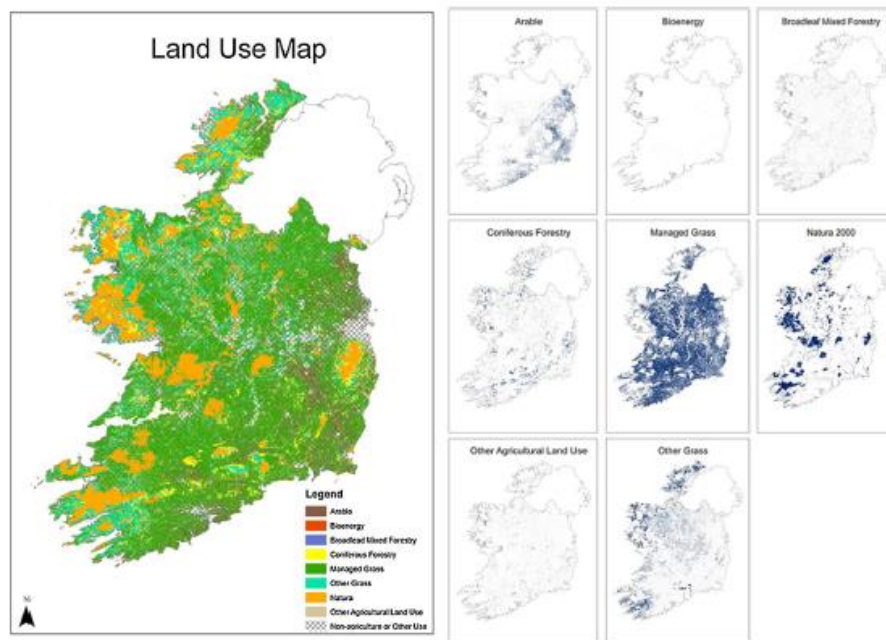 Land Use Map
Legend
Arable
Bioenergy
Broadlead Mixed Forestry
Coniferous Forestry
Managed Grass
Other Grass
Natura
Other Agricultural Land Use
Non-agriculture or Other Use
Arable
Bioenergy
Broadleaf Mixed Forestry
Coniferous Forestry
Managed Grass
Natura 2000
Other Agricultural Land Use
Other Grass